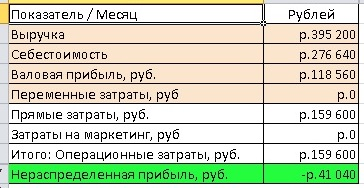 Показатель / Месяц Рублей
Выручка р.395 200
Себестоимость р.276 640
Валовая прибыль, руб. р.118 560
Переменные затраты, руб р.0
Прямые затраты, руб. р.159 600
Затраты на маркетинг, руб р.0
Итого: Операционные затраты, руб. р.159 600
Нераспределенная прибыль, руб. -р.41 040